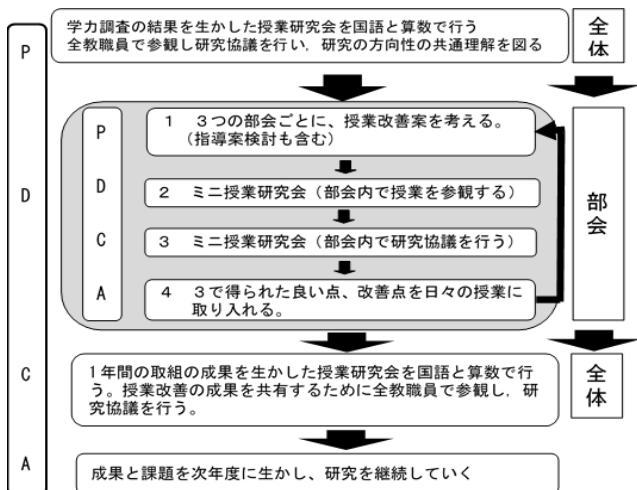 学力調査の結果を生かした授業研究会を国語と算数で行う
全教職員で参観し研究協議を行い，研究の方向性の共通理解を図る
全体
P
1　３つの部会ごとに、授業改善案を考える。
（指導案検討も含む）
P
D
2　ミニ授業研究会（部会内で授業を参観する）
D
部会
C
3　ミニ授業研究会（部会内で研究協議を行う）
A
4　３で得られた良い点、改善点を日々の授業に
取り入れる。
C
1年間の取組の成果を生かした授業研究会を国語と算数で行
う。授業改善の成果を共有するために全教職員で参観し，研
究協議を行う。
全体
A
成果と課題を次年度に生かし、研究を継続していく